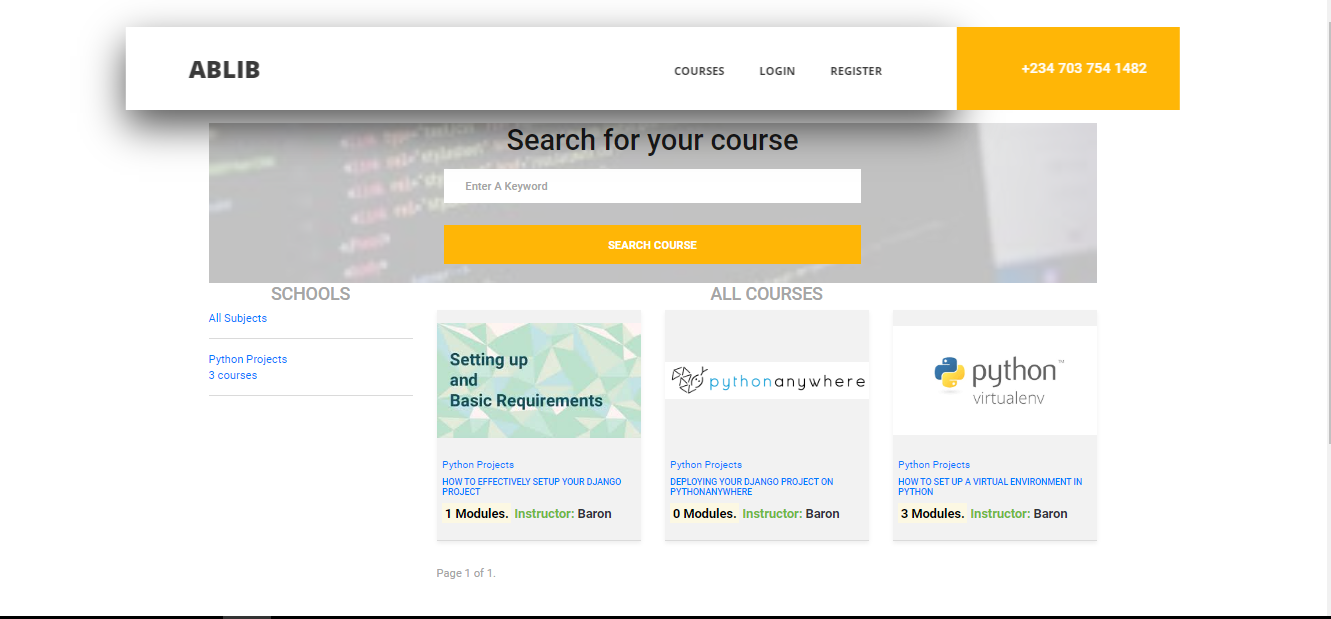 ABLIB
COURSES
LOGIN
REGISTER
+234 703 754 1482
Search for your course
Enter A Keyword
SEARCH COURSE
SCHOOLS
All Subjects
Python Projects
3 courses
ALL COURSES
Setting up
and
Basic Requirements
Python Projects
HOW TO EFFECTIVELY SETUP YOUR DJANGO
PROJECT
1 Modules. Instructor: Baron
pythonanywhere
Python Projects
DEPLOYING YOUR DJANGO PROJECT ON
PYTHONANYWHERE
0 Modules. Instructor: Baron
python™
virtualenv
Python Projects
HOW TO SET UP A VIRTUAL ENVIRONMENT IN
PYTHON
3 Modules. Instructor: Baron
Page 1 of 1.